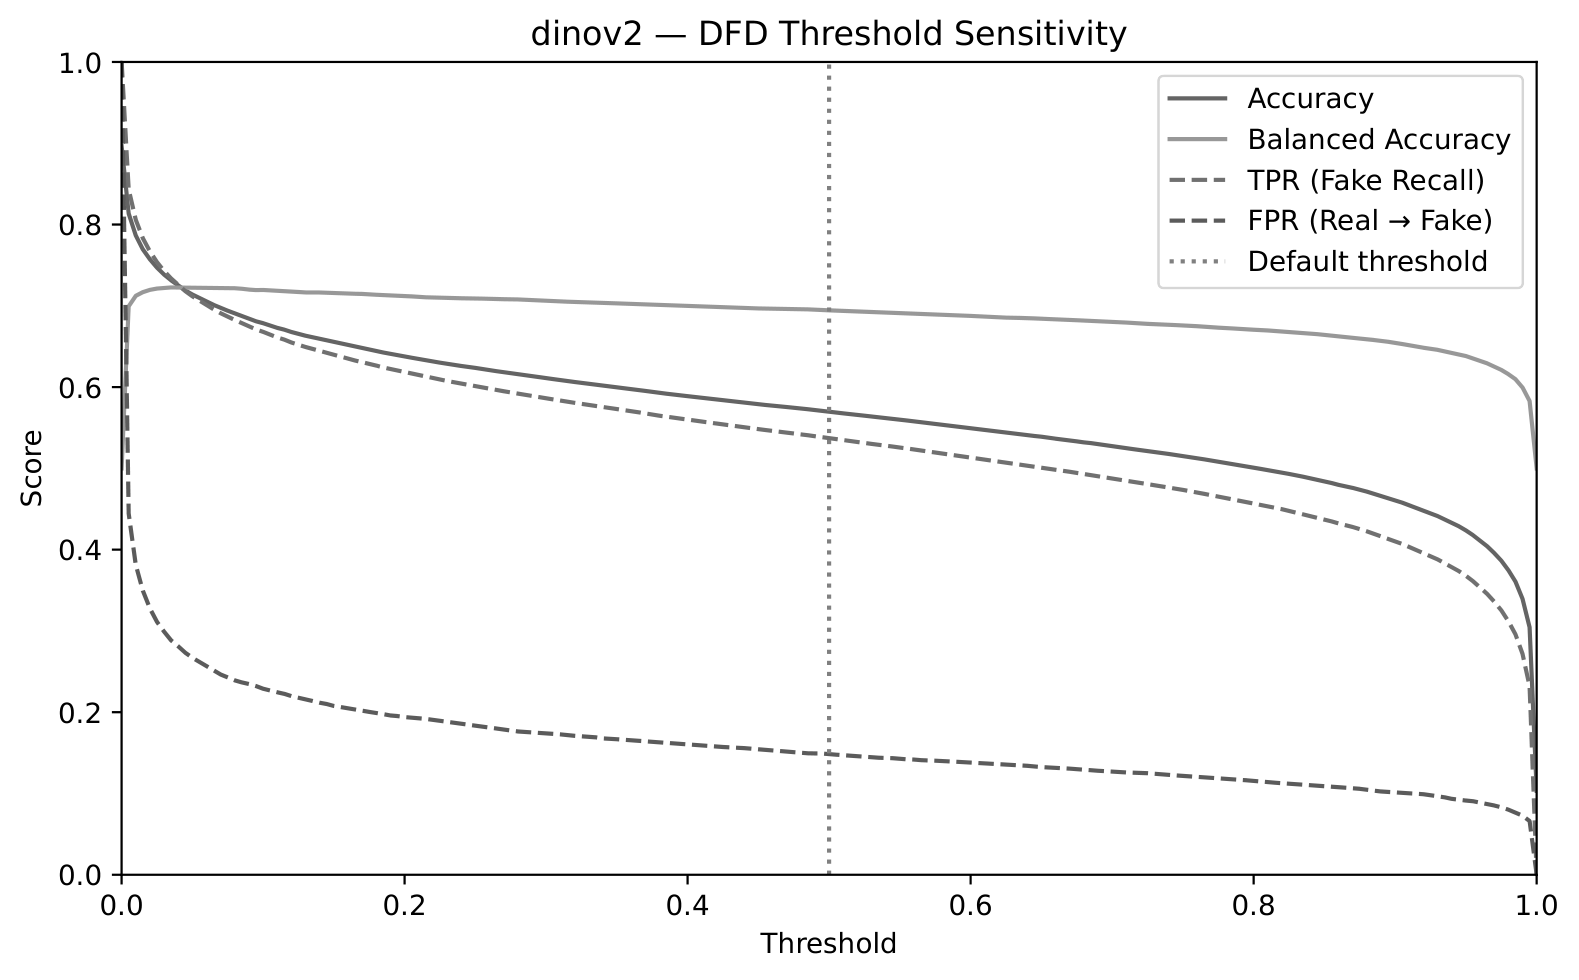 dinov2 — DFD Threshold Sensitivity
1.0
0.8
0.6
0.4
0.2
0.0
Score
0.0 0.2 0.4 0.6 0.8 1.0
Threshold
Accuracy
Balanced Accuracy
TPR (Fake Recall)
FPR (Real → Fake)
Default threshold